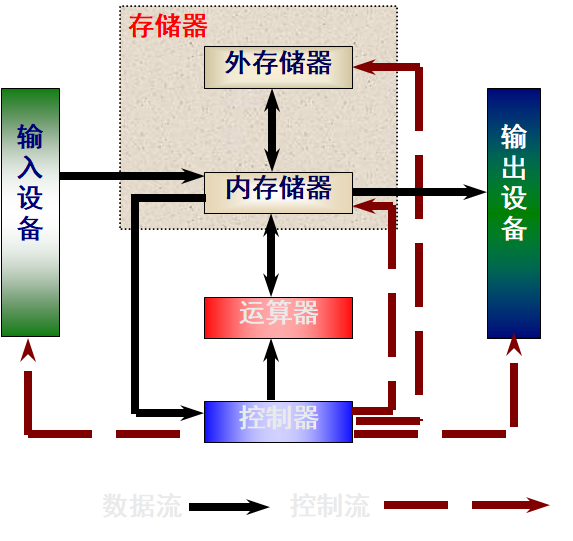 存储器
外存储器
输入设备
内存储器
输出设备
运算器
控制器
数据流
控制流